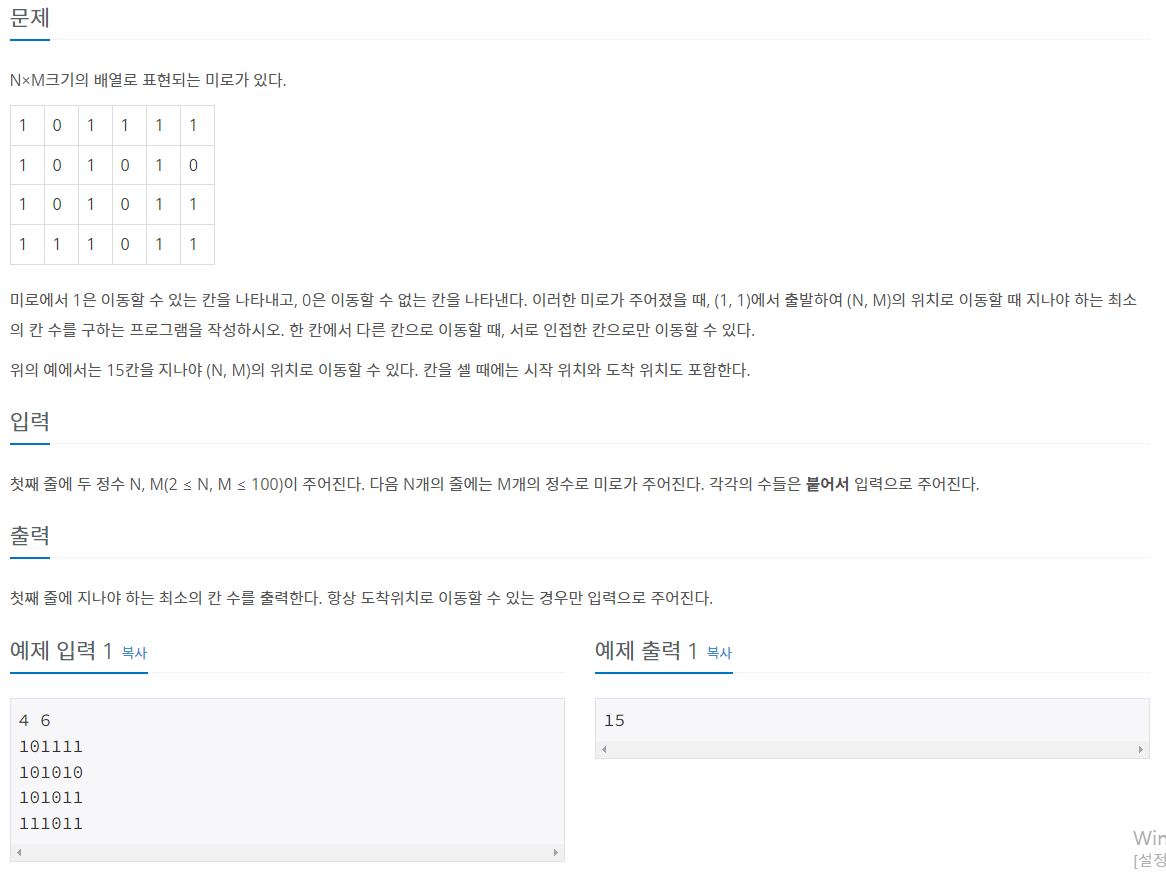 문제
N×M크기의 배열로 표현되는 미로가 있다.
1 0 1 1 1 1
1 0 1 0 1 0
1 0 1 0 1 1
1 1 1 0 1 1
미로에서 1은 이동할 수 있는 칸을 나타내고, 0은 이동할 수 없는 칸을 나타낸다. 이러한 미로가 주어졌을 때, (1, 1)에서 출발하여 (N, M)의 위치로 이동할 때 지나야 하는 최소
의 칸 수를 구하는 프로그램을 작성하시오. 한 칸에서 다른 칸으로 이동할 때, 서로 인접한 칸으로만 이동할 수 있다.
위의 예에서는 15칸을 지나야 (N, M)의 위치로 이동할 수 있다. 칸을 셀 때에는 시작 위치와 도착 위치도 포함한다.
입력
첫째 줄에 두 정수 N, M(2 ≤ N, M ≤ 100)이 주어진다. 다음 N개의 줄에는 M개의 정수로 미로가 주어진다. 각각의 수들은 붙어서 입력으로 주어진다.
출력
첫째 줄에 지나야 하는 최소의 칸 수를 출력한다. 항상 도착위치로 이동할 수 있는 경우만 입력으로 주어진다.
예제 입력 1 복사
4 6
101111
101010
101011
111011
예제 출력 1 복사
15
Win
[설정